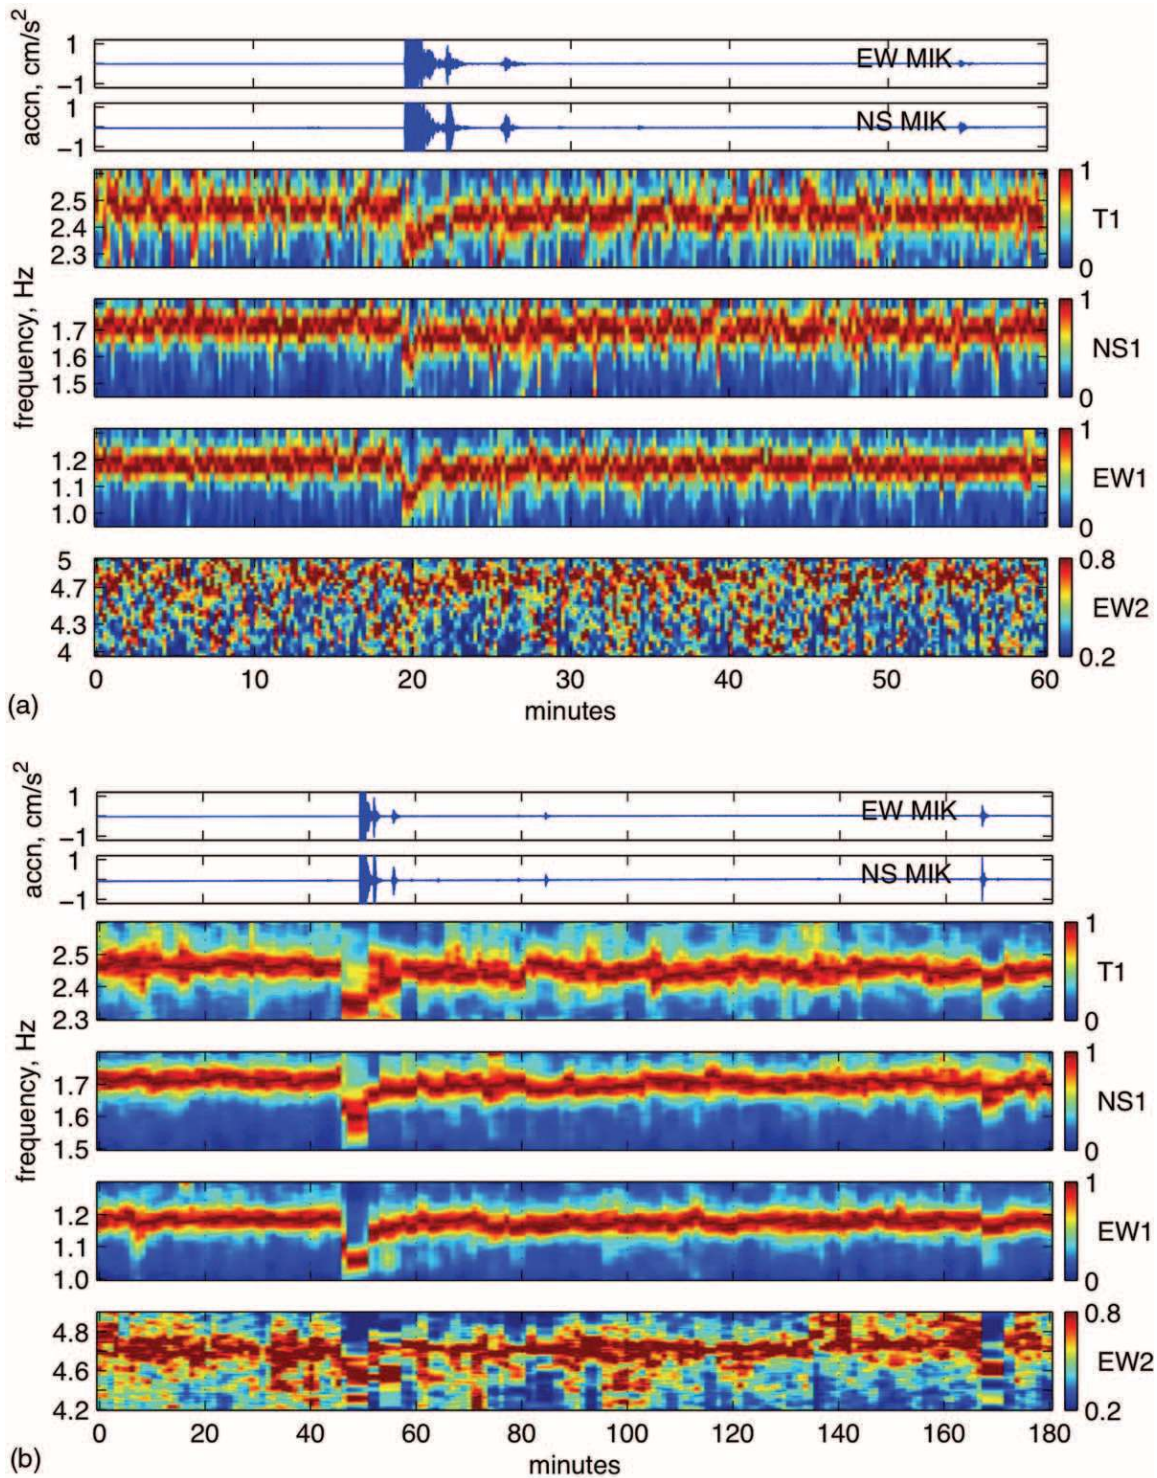 accn, cm/s²
1
−1
EW MIK
1
−1
NS MIK
frequency, Hz
2.5
2.4
2.3
1
0
T1
1.7
1.6
1.5
1
0
NS1
1.2
1.1
1.0
1
0
EW1
5
4.7
4.3
4
0.8
0.2
EW2
0 10 20 30 40 50 60
minutes
(a)
accn, cm/s²
1
−1
EW MIK
1
−1
NS MIK
frequency, Hz
2.5
2.4
2.3
1
0
T1
1.7
1.6
1.5
1
0
NS1
1.2
1.1
1.0
1
0
EW1
4.8
4.6
4.2
0.8
0.2
EW2
0 20 40 60 80 100 120 140 160 180
minutes
(b)